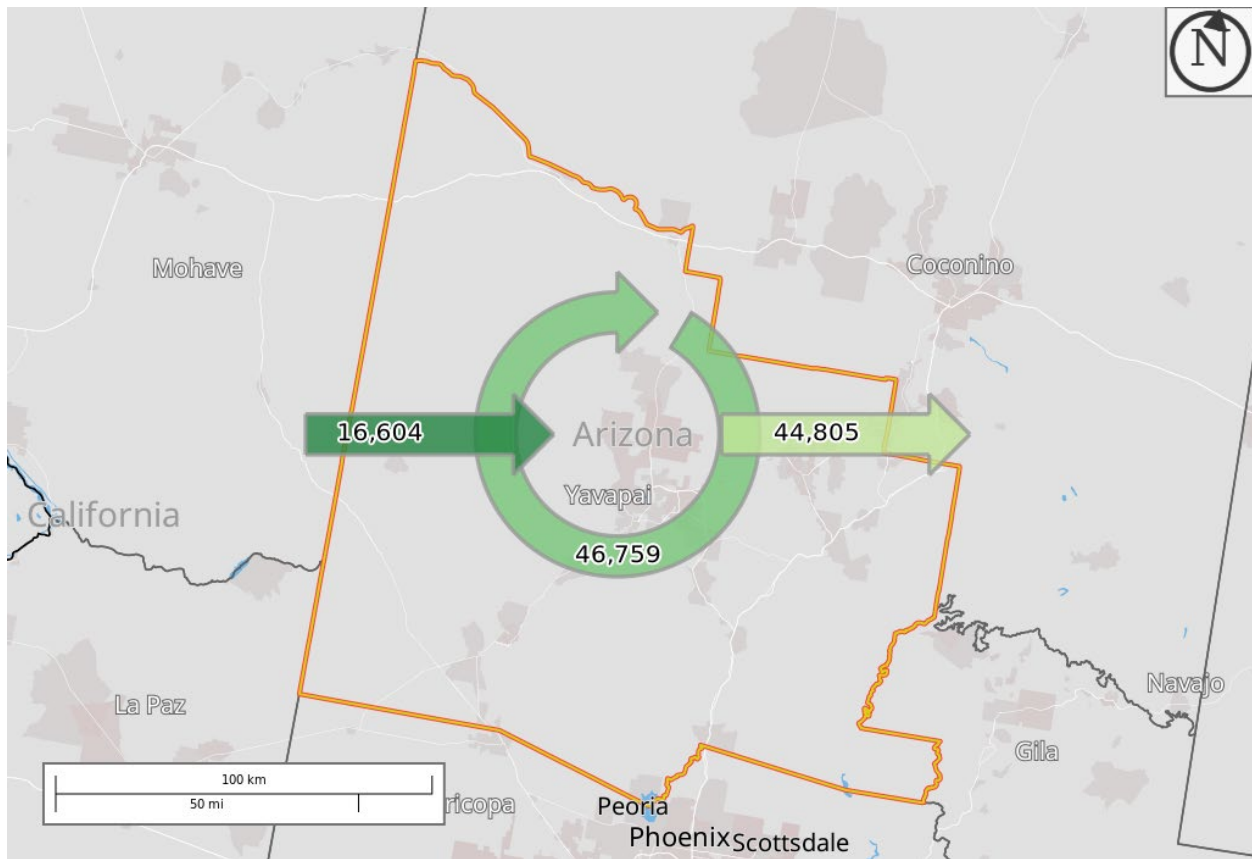 N
Mohave
Coconino
16,604
Arizona
44,805
Yavapai
California
46,759
Navajo
La Paz
Gila
100 km
50 mi
ricopa
Peoria
Phoenix
Scottsdale